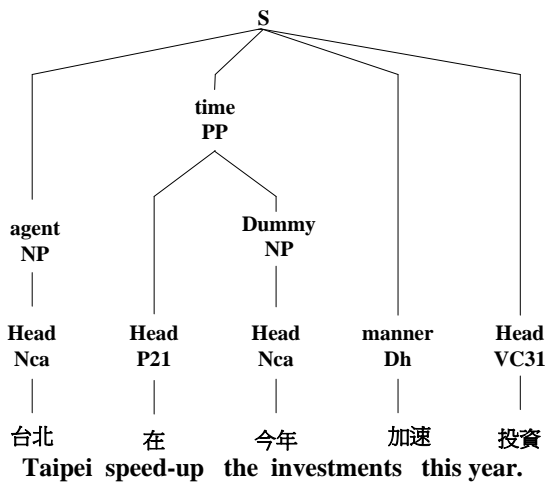 S
time
PP
agent
NP
Dummy
NP
Head Head Head manner Head
Nca P21 Nca Dh VC31
台北 在 今年 加速 投資
Taipei speed-up the investments this year.